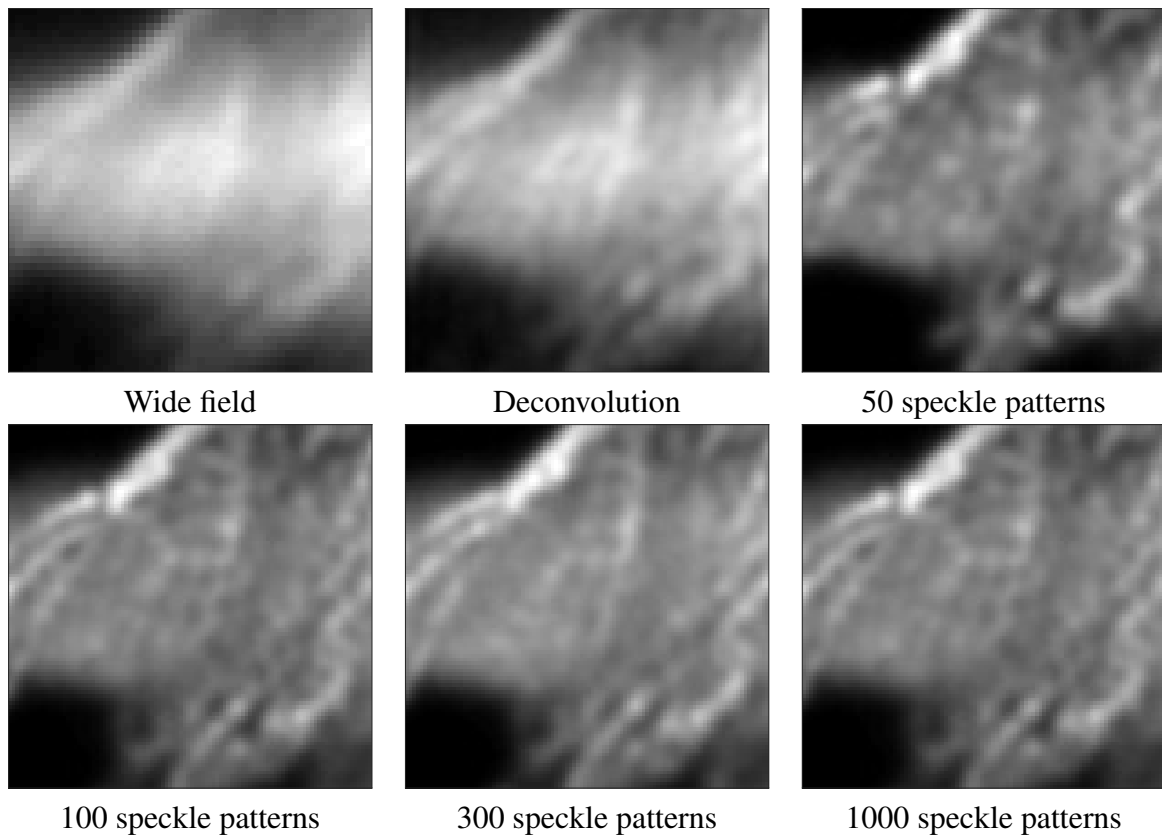 Wide field
Deconvolution
50 speckle patterns
100 speckle patterns
300 speckle patterns
1000 speckle patterns